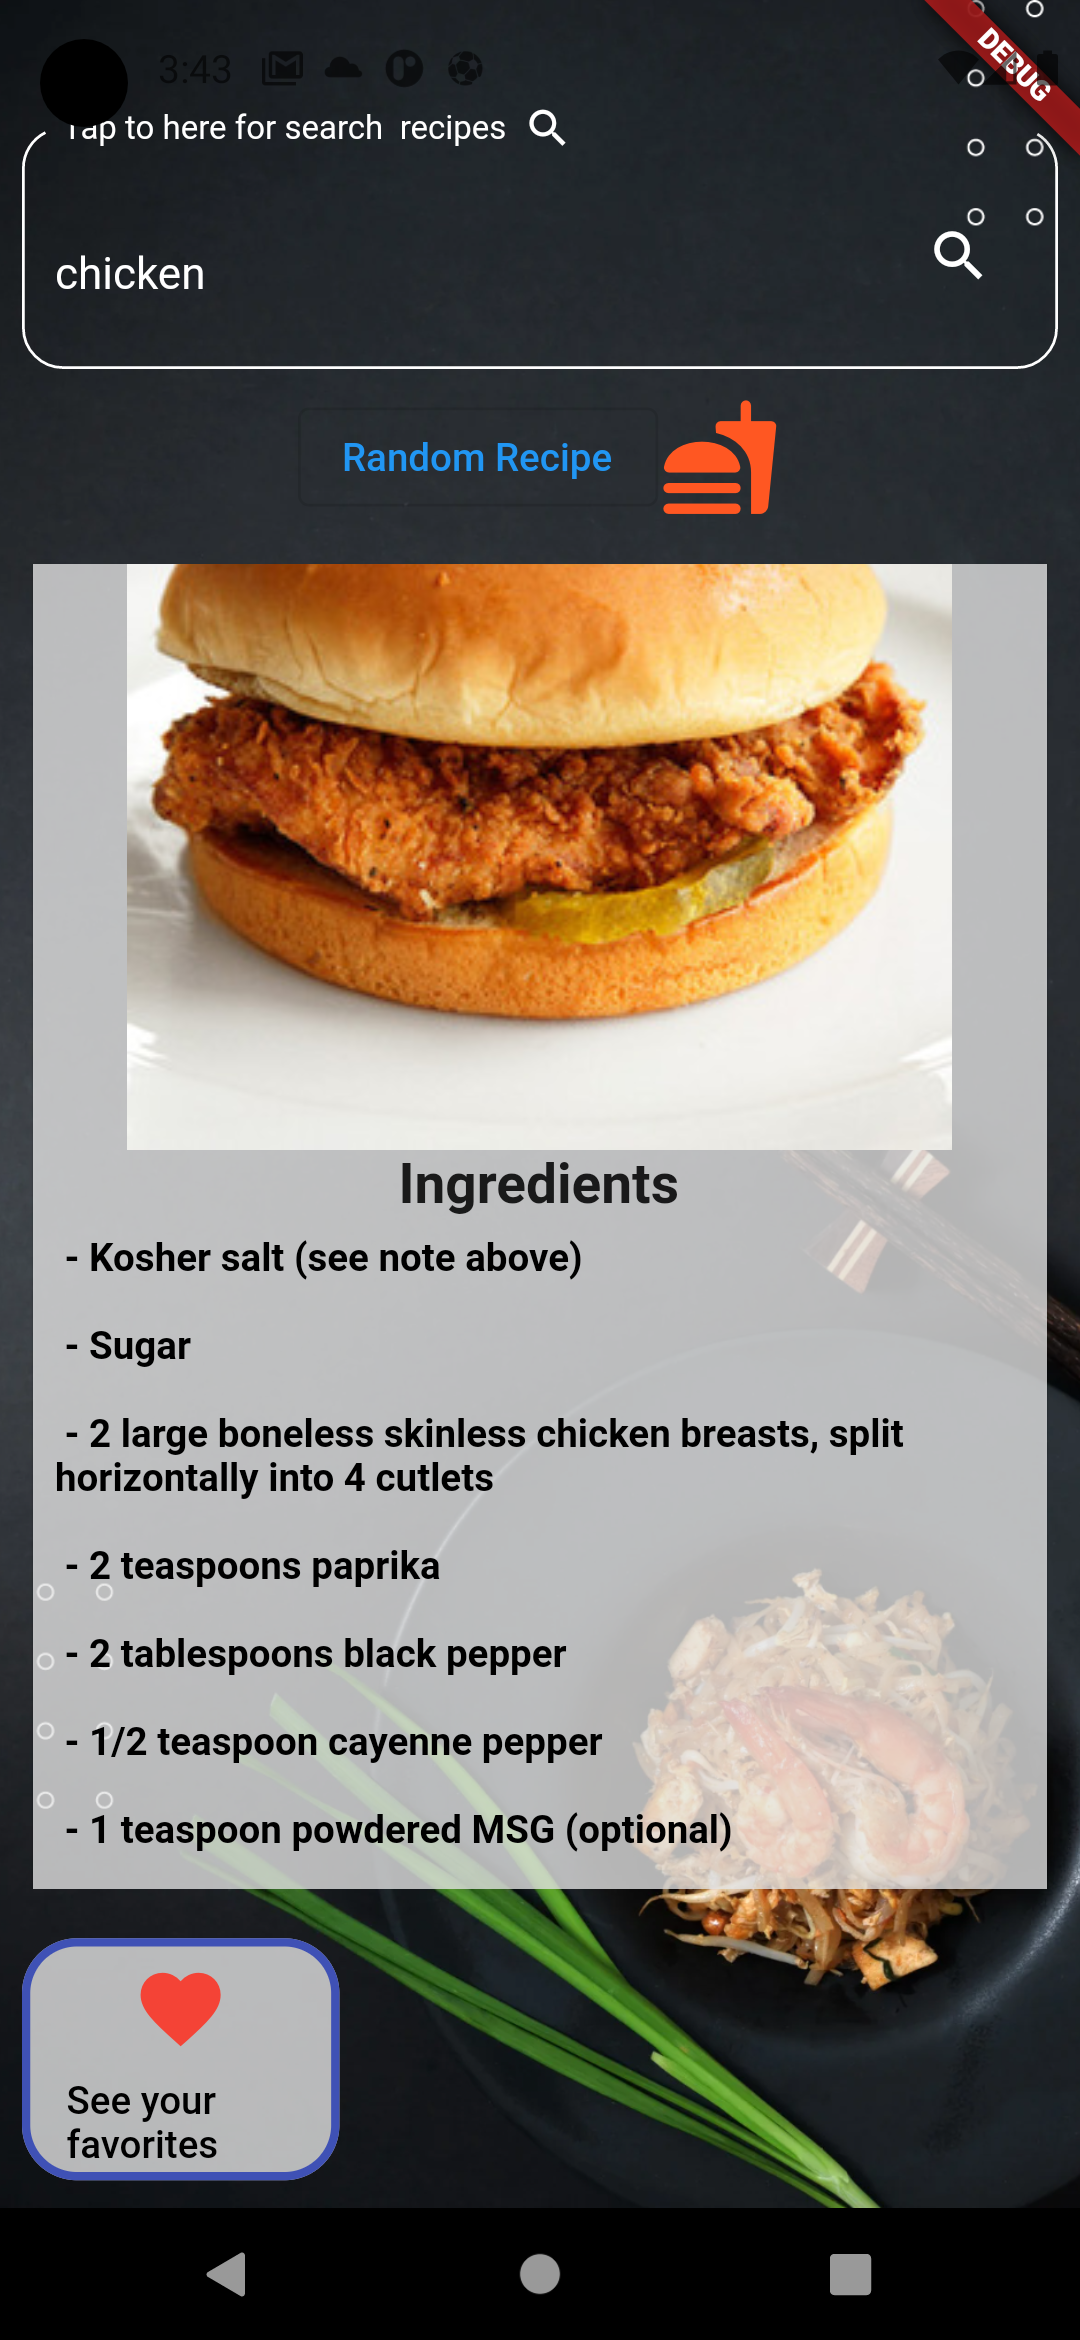 3:43
DEBUG
Tap to here for search recipes
chicken
Random Recipe
Ingredients
- Kosher salt (see note above)
- Sugar
- 2 large boneless skinless chicken breasts, split
horizontally into 4 cutlets
- 2 teaspoons paprika
- 2 tablespoons black pepper
- 1/2 teaspoon cayenne pepper
- 1 teaspoon powdered MSG (optional)
See your
favorites